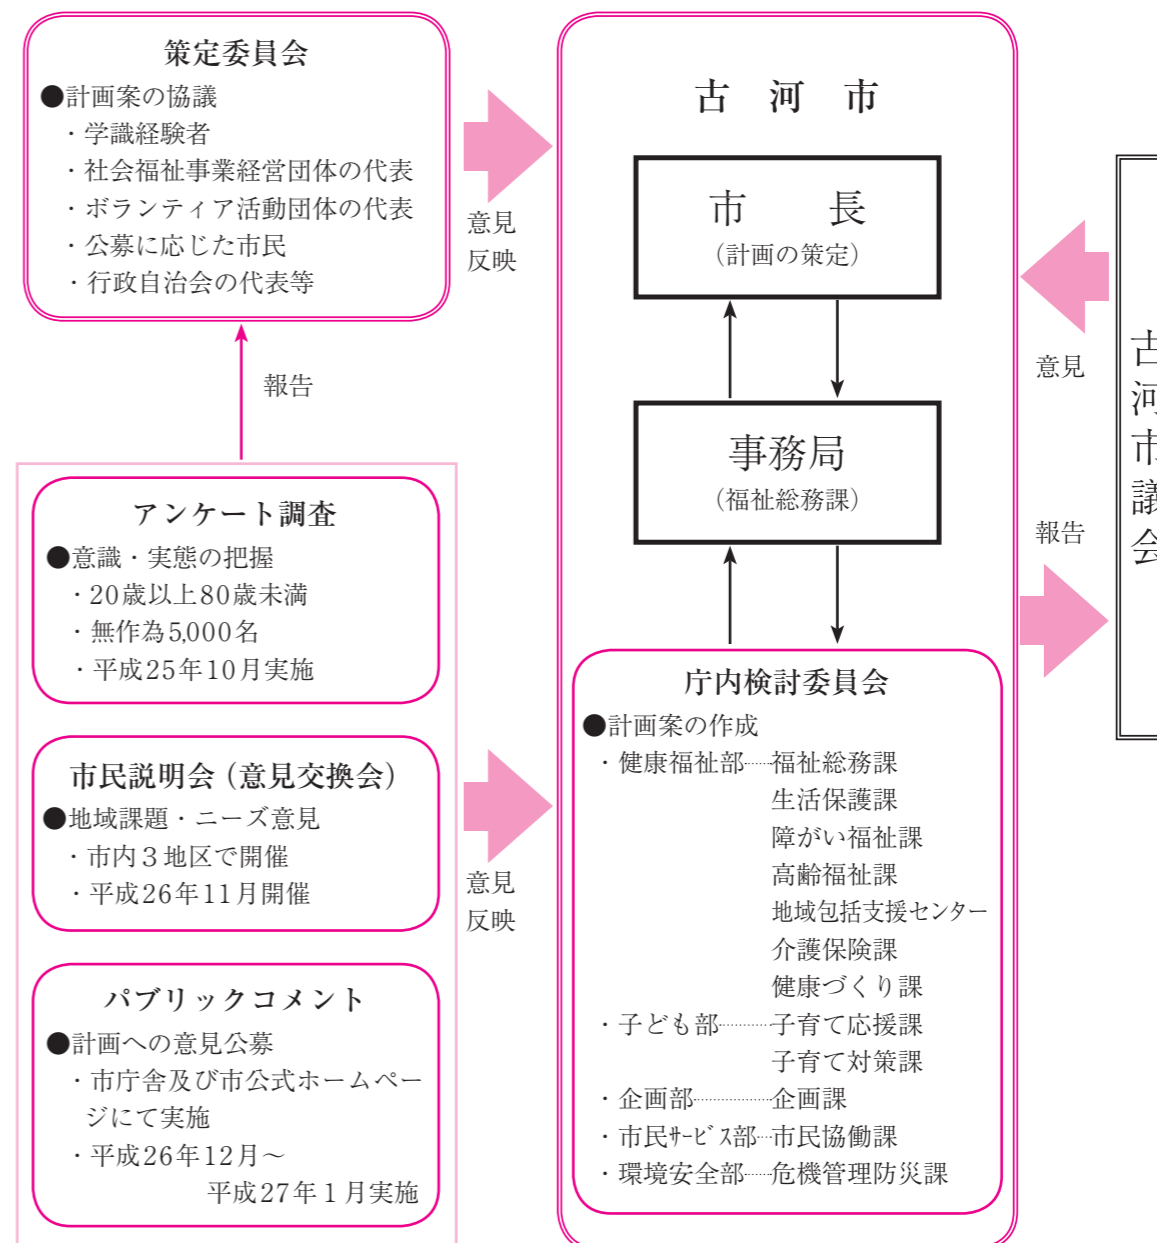 策定委員会
●計画案の協議
・学識経験者
・社会福祉事業経営団体の代表
・ボランティア活動団体の代表
・公募に応じた市民
・行政自治会の代表等
意見
反映
報告
アンケート調査
●意識・実態の把握
・20歳以上80歳未満
・無作為5,000名
・平成25年10月実施
市民説明会（意見交換会）
●地域課題・ニーズ意見
・市内３地区で開催
・平成26年11月開催
意見
反映
パブリックコメント
●計画への意見公募
・市庁舎及び市公式ホームペー
ジにて実施
・平成26年12月～
平成27年１月実施
古 河 市
市 長
（計画の策定）
事務局
（福祉総務課）
庁内検討委員会
●計画案の作成
・健康福祉部……福祉総務課
生活保護課
障がい福祉課
高齢福祉課
地域包括支援センター
介護保険課
健康づくり課
・子ども部…………子育て応援課
子育て対策課
・企画部………………企画課
・市民ｻｰﾋﾞｽ部…市民協働課
・環境安全部……危機管理防災課
意見
報告
古河市議会